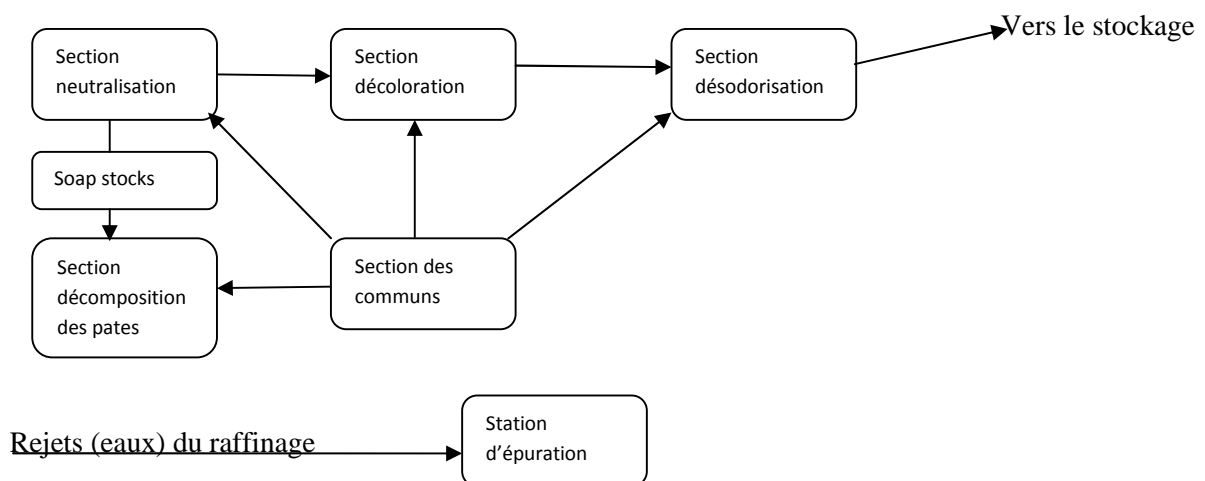 Vers le stockage
Section
neutralisation
Section
décoloration
Section
désodorisation
Soap stocks
Section
décomposition
des pates
Section des
communs
Rejets (eaux) du raffinage
Station
d’épuration